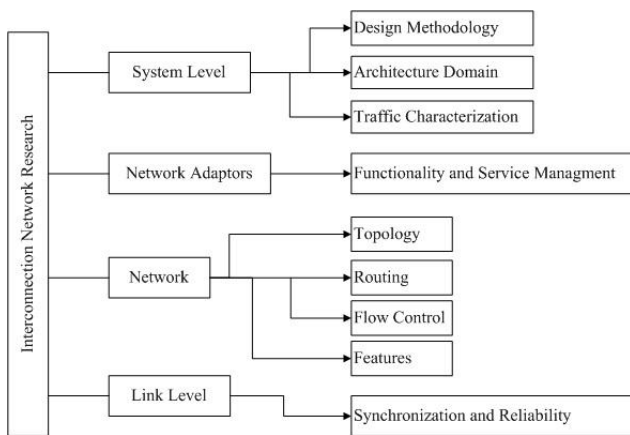 Interconnection Network Research
System Level
Design Methodology
Architecture Domain
Traffic Characterization
Network Adaptors
Functionality and Service Managment
Network
Topology
Routing
Flow Control
Features
Link Level
Synchronization and Reliability